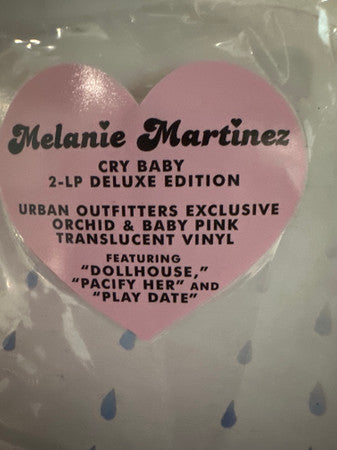 Melanie Martinez
CRY BABY
2-LP DELUXE EDITION
URBAN OUTFITTERS EXCLUSIVE
ORCHID & BABY PINK
TRANSLUCENT VINYL
FEATURING
"DOLLHOUSE,"
"PACIFY HER" AND
"PLAY DATE"